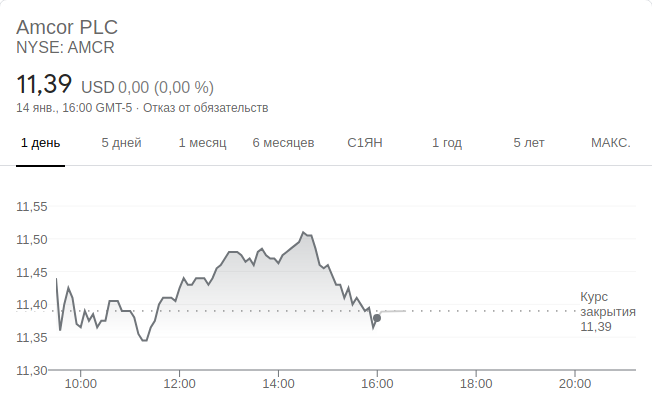 Amcor PLC
NYSE: AMCR
11,39 USD 0,00 (0,00 %)
14 янв., 16:00 GMT-5 · Отказ от обязательств
1 день 5 дней 1 месяц 6 месяцев С1ЯН 1 год 5 лет МАКС.
11,55
11,50
11,45
11,40
11,35
11,30
Курс
закрытия
11,39
10:00 12:00 14:00 16:00 18:00 20:00